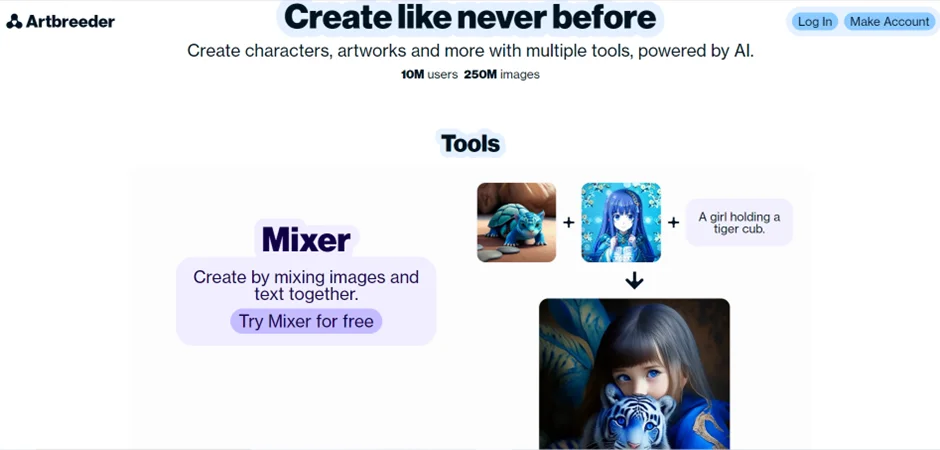 Artbreeder
Create like never before
Log In
Make Account
Create characters, artworks and more with multiple tools, powered by AI.
10M users 250M images
Tools
Mixer
Create by mixing images and
text together.
Try Mixer for free
+
+
A girl holding a
tiger cub.